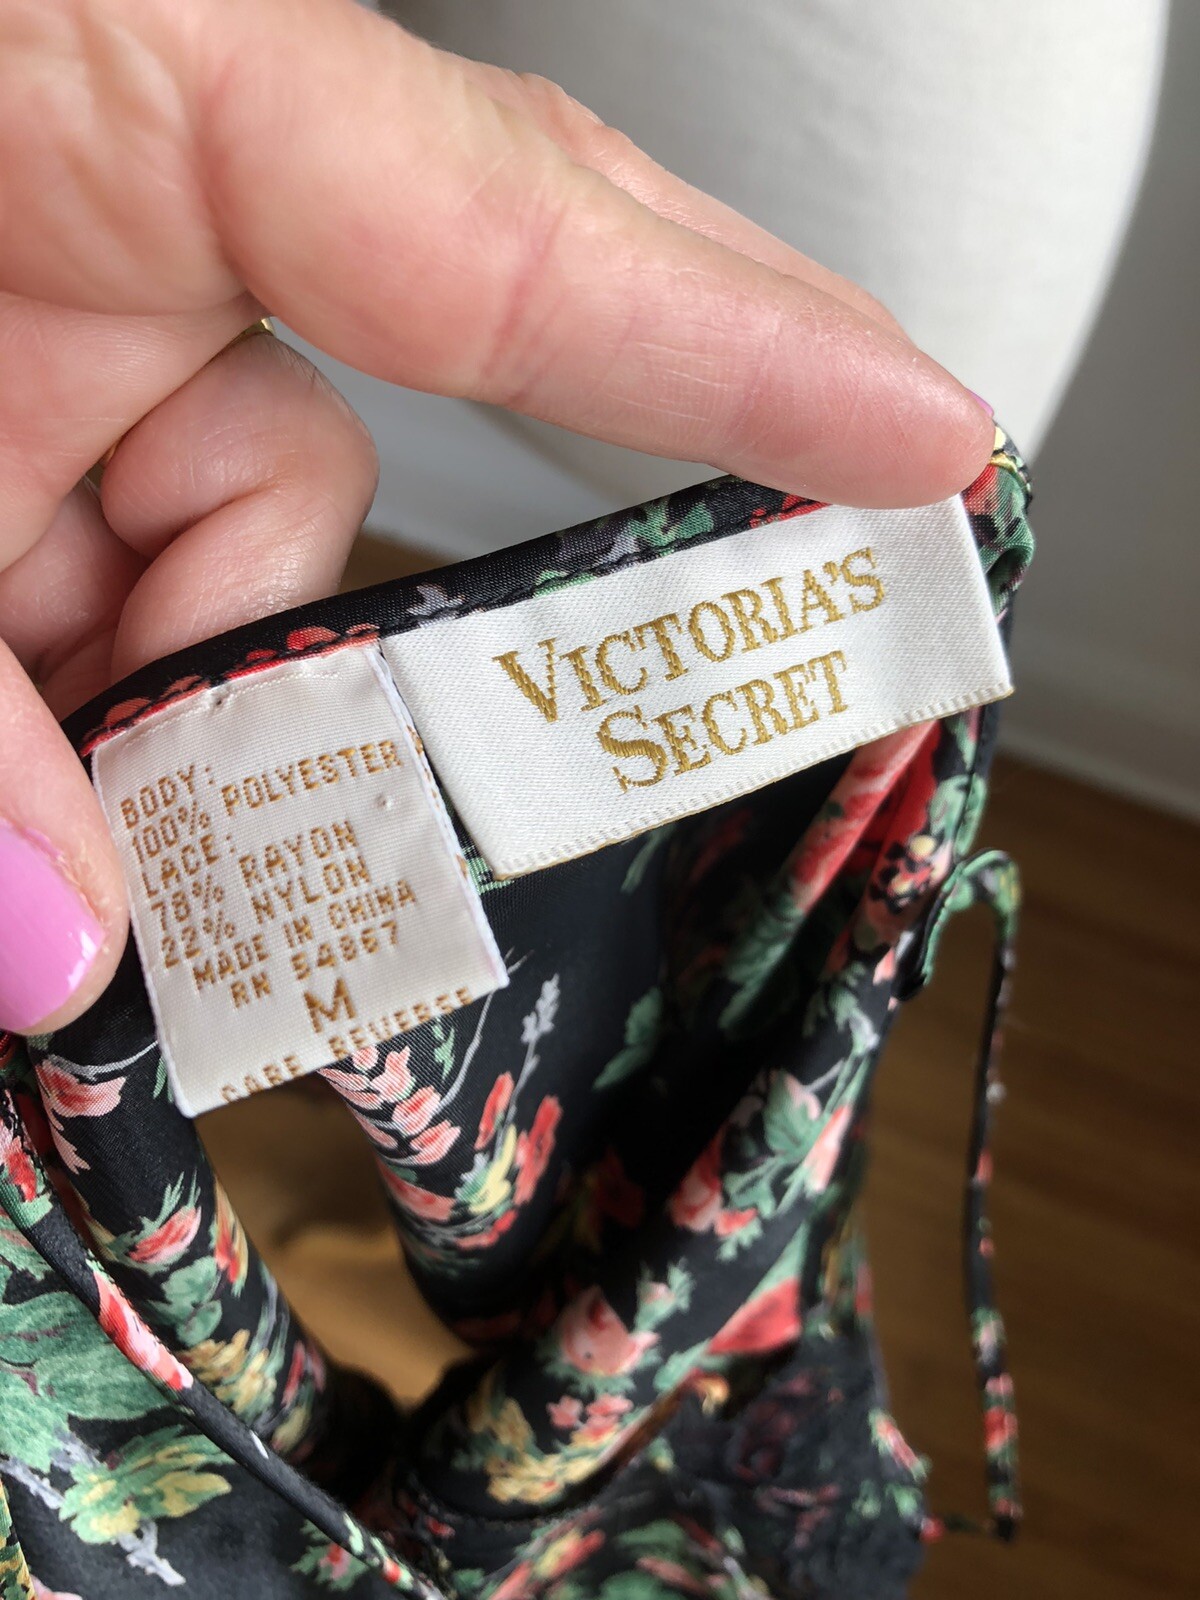 VICTORIA'S
SECRET
BODY:
100% POLYESTER
LACE:
78% RAYON
22% NYLON
MADE IN CHINA
RN 54867
M
CARE REVERSE